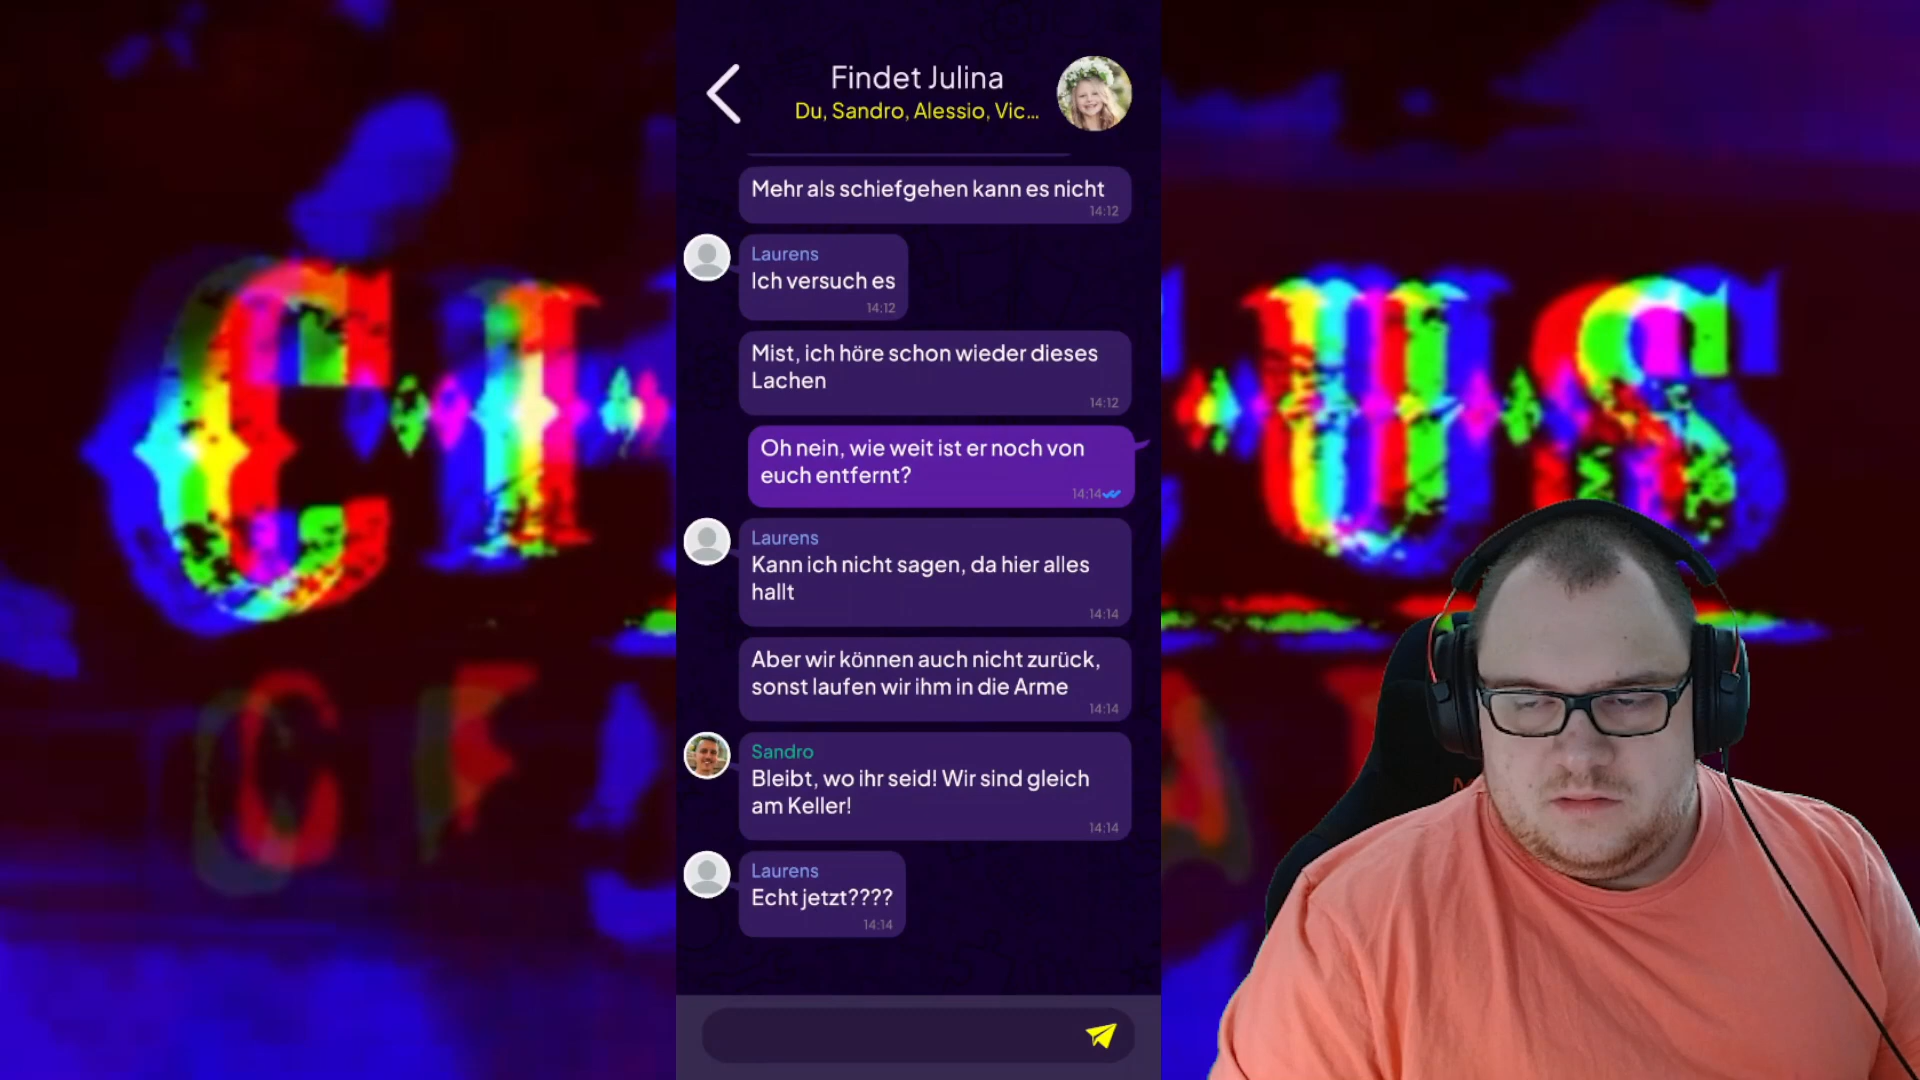 Findet Julina
Du, Sandro, Alessio, Vic...
Mehr als schiefgehen kann es nicht
14:12
Laurens
Ich versuch es
14:12
Mist, ich höre schon wieder dieses
Lachen
14:12
Oh nein, wie weit ist er noch von
euch entfernt?
14:14
Laurens
Kann ich nicht sagen, da hier alles
hallt
14:14
Aber wir können auch nicht zurück,
sonst laufen wir ihm in die Arme
14:14
Sandro
Bleibt, wo ihr seid! Wir sind gleich
am Keller!
14:14
Laurens
Echt jetzt????
14:14